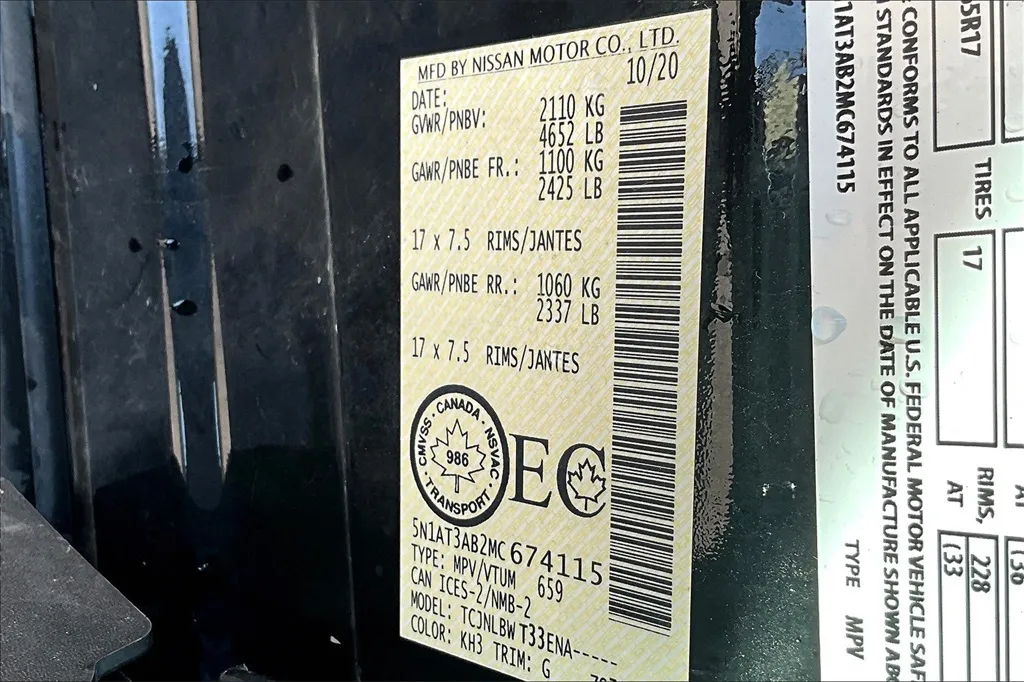 MFD BY NISSAN MOTOR CO., LTD.
DATE: 10/20
GVWR/PNBV: 2110 KG
4652 LB
GAWR/PNBE FR.: 1100 KG
2425 LB
17 x 7.5 RIMS/JANTES
GAWR/PNBE RR.: 1060 KG
2337 LB
17 x 7.5 RIMS/JANTES
CANADA · NSVAC · TRANSPORT · CMVSS ·
986
EC
5N1AT3AB2MC674115
TYPE: MPV/VTUM 659
CAN ICES-2/NMB-2
MODEL: TCJNLBWT33ENA-----
COLOR: KH3 TRIM: G
5R17
TIRES
17
RIMS,
AT
228
(33
CONFORMS TO ALL APPLICABLE U.S. FEDERAL MOTOR VEHICLE
STANDARDS IN EFFECT ON THE DATE OF MANUFACTURE SHOWN
1AT3AB2MC674115
TYPE MPV